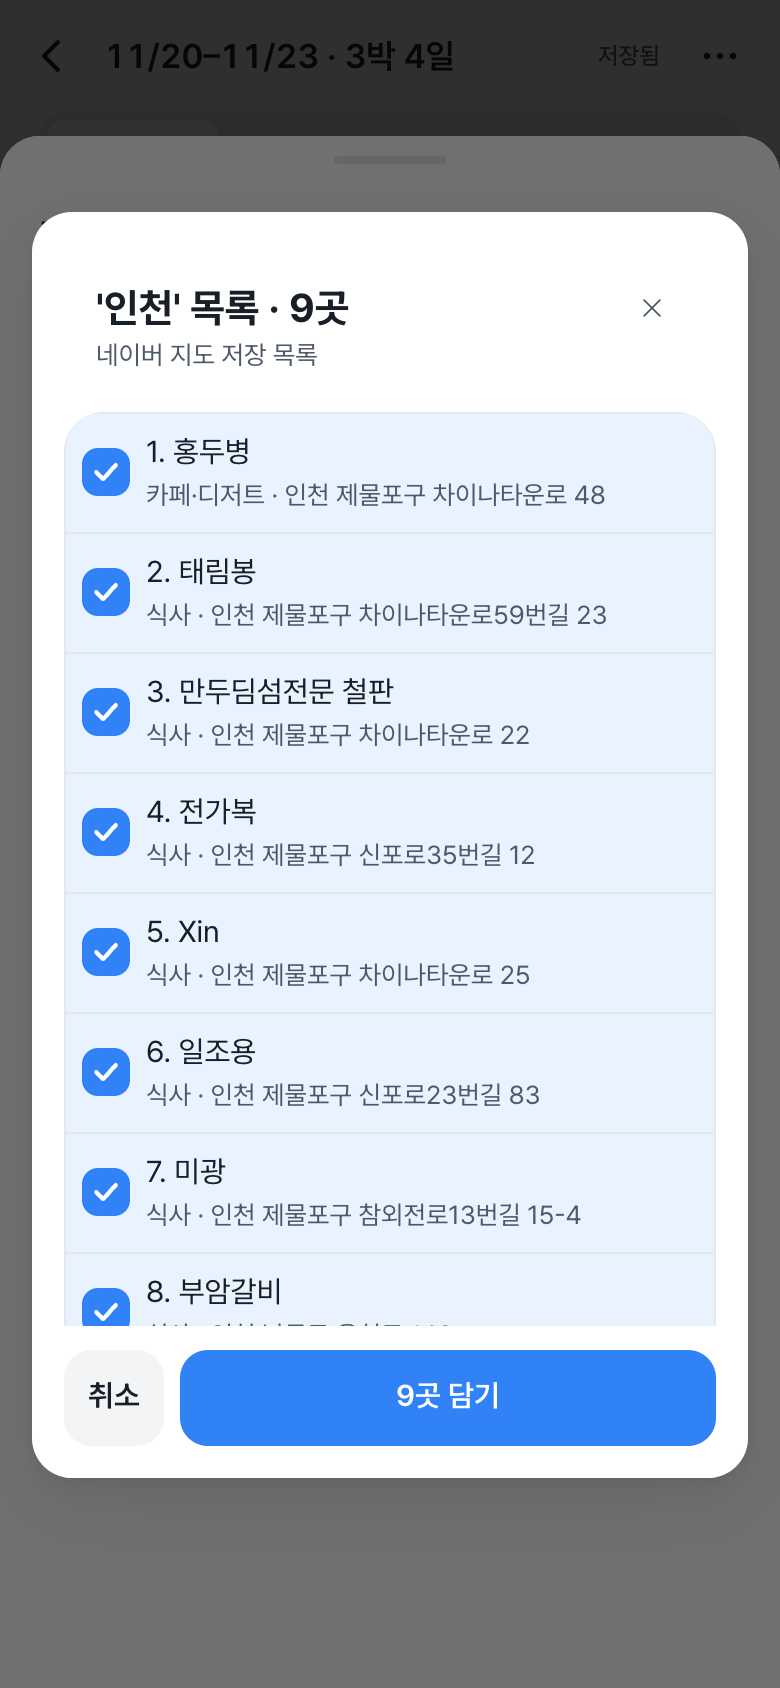 11/20–11/23 · 3박 4일
저장됨
'인천' 목록 · 9곳
네이버 지도 저장 목록
1. 홍두병
카페·디저트 · 인천 제물포구 차이나타운로 48
2. 태림봉
식사 · 인천 제물포구 차이나타운로59번길 23
3. 만두딤섬전문 철판
식사 · 인천 제물포구 차이나타운로 22
4. 전가복
식사 · 인천 제물포구 신포로35번길 12
5. Xin
식사 · 인천 제물포구 차이나타운로 25
6. 일조용
식사 · 인천 제물포구 신포로23번길 83
7. 미광
식사 · 인천 제물포구 참외전로13번길 15-4
8. 부암갈비
취소
9곳 담기